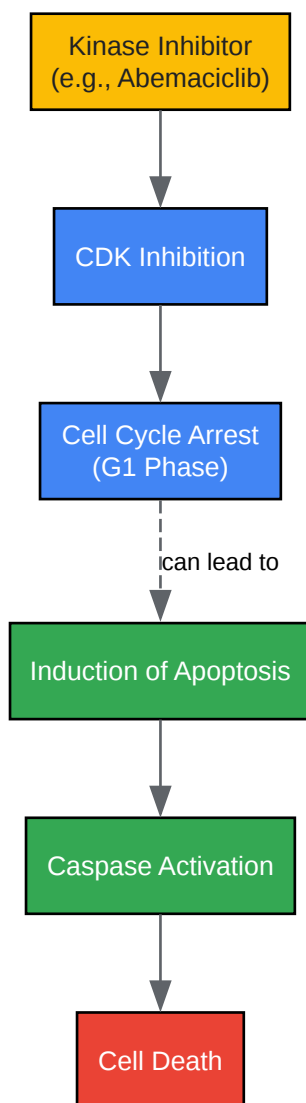 Kinase Inhibitor
(e.g., Abemaciclib)
CDK Inhibition
Cell Cycle Arrest
(G1 Phase)
can lead to
Induction of Apoptosis
Caspase Activation
Cell Death